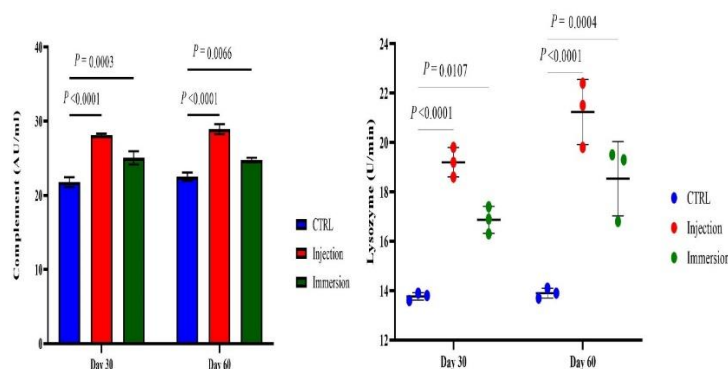 40
30
20
10
0
Complement (AU/ml)
P = 0.0003
P <0.0001
P = 0.0066
P <0.0001
Day 30
Day 60
CTRL
Injection
Immersion
24
22
20
18
16
14
12
Lysozyme (U/min)
P = 0.0107
P <0.0001
P = 0.0004
P <0.0001
Day 30
Day 60
CTRL
Injection
Immersion